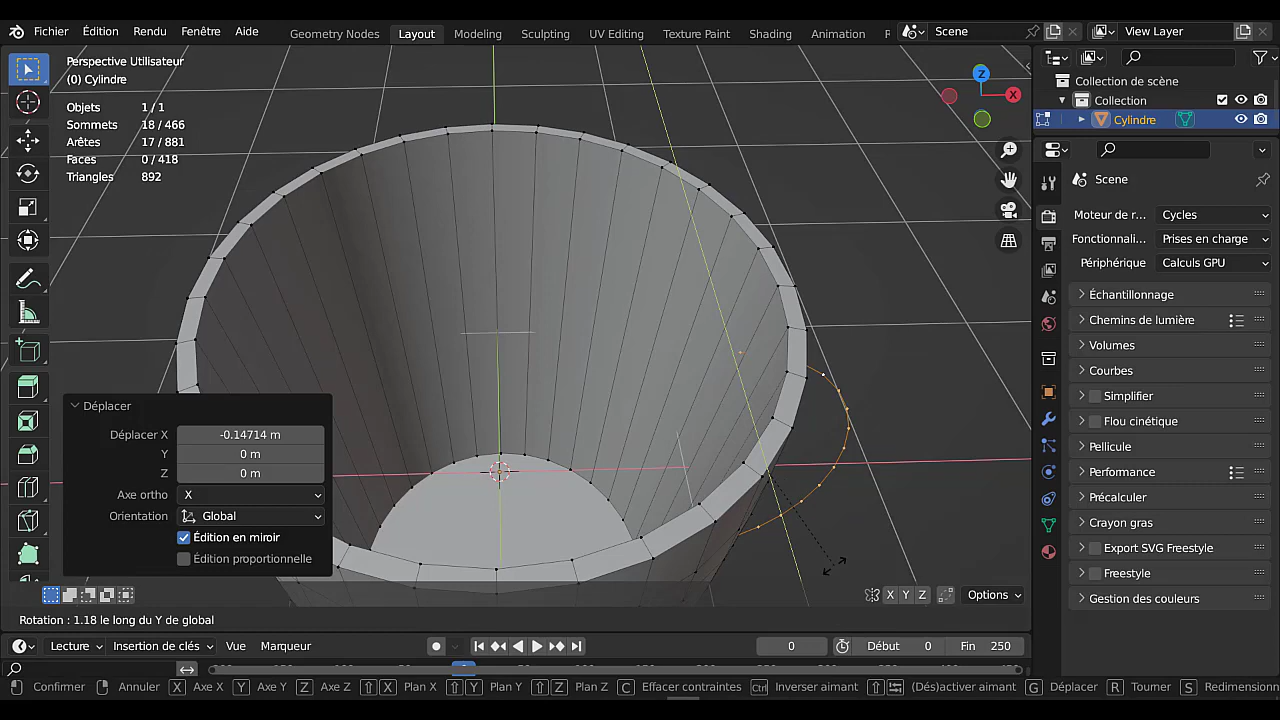 Fichier Édition Rendu Fenêtre Aide Geometry Nodes Layout Modeling Sculpting UV Editing Texture Paint Shading Animation R Scene View Layer
Perspective Utilisateur
(0) Cylindre
Objets 1 / 1
Sommets 18 / 466
Arêtes 17 / 881
Faces 0 / 418
Triangles 892
Z
X
Collection de scène
Collection
Cylindre
Scene
Moteur de r... Cycles
Fonctionnali... Prises en charge
Périphérique Calculs GPU
Échantillonnage
Chemins de lumière
Volumes
Courbes
Simplifier
Flou cinétique
Pellicule
Performance
Précalculer
Crayon gras
Export SVG Freestyle
Freestyle
Gestion des couleurs
Déplacer
Déplacer X -0.14714 m
Y 0 m
Z 0 m
Axe ortho X
Orientation Global
Édition en miroir
Édition proportionnelle
X Y Z Options
Rotation : 1.18 le long du Y de global
Lecture Insertion de clés Vue Marqueur 0 Début 0 Fin 250
Confirmer Annuler X Axe X Y Axe Y Z Axe Z X Plan X Y Plan Y Z Plan Z C Effacer contraintes Ctrl Inverser aimant (Dés)activer aimant G Déplacer R Tourner S Redimensionn